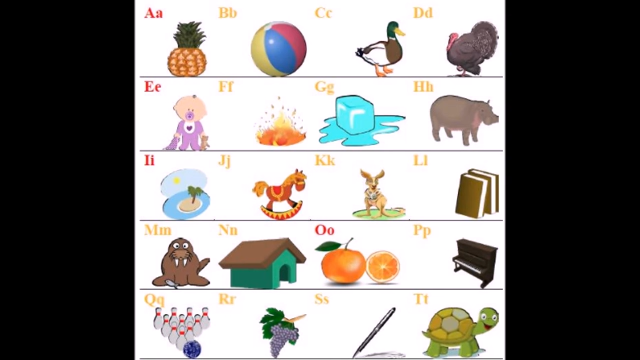 Aa Bb Cc Dd
Ee Ff Gg Hh
Ii Jj Kk Ll
Mm Nn Oo Pp
Qq Rr Ss Tt